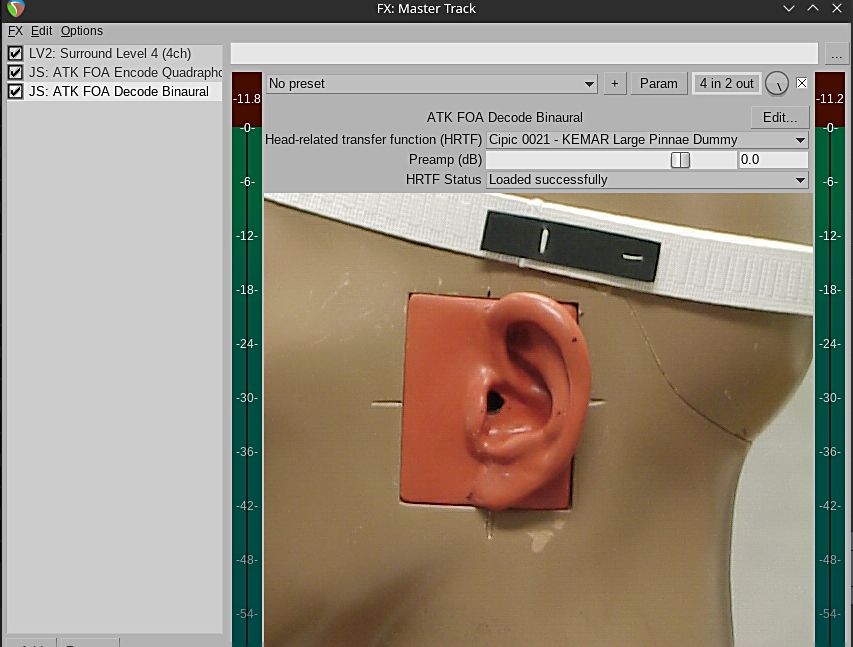 FX: Master Track
FX Edit Options
LV2: Surround Level 4 (4ch)
JS: ATK FOA Encode Quadrapho
JS: ATK FOA Decode Binaural
...
No preset
+ Param 4 in 2 out
ATK FOA Decode Binaural
Edit...
Head-related transfer function (HRTF) Cipic 0021 - KEMAR Large Pinnae Dummy
Preamp (dB) 0.0
HRTF Status Loaded successfully
-11.8
-0-
-6-
-12-
-18-
-24-
-30-
-36-
-42-
-48-
-54-
-11.2
-0-
-6-
-12-
-18-
-24-
-30-
-36-
-42-
-48-
-54-